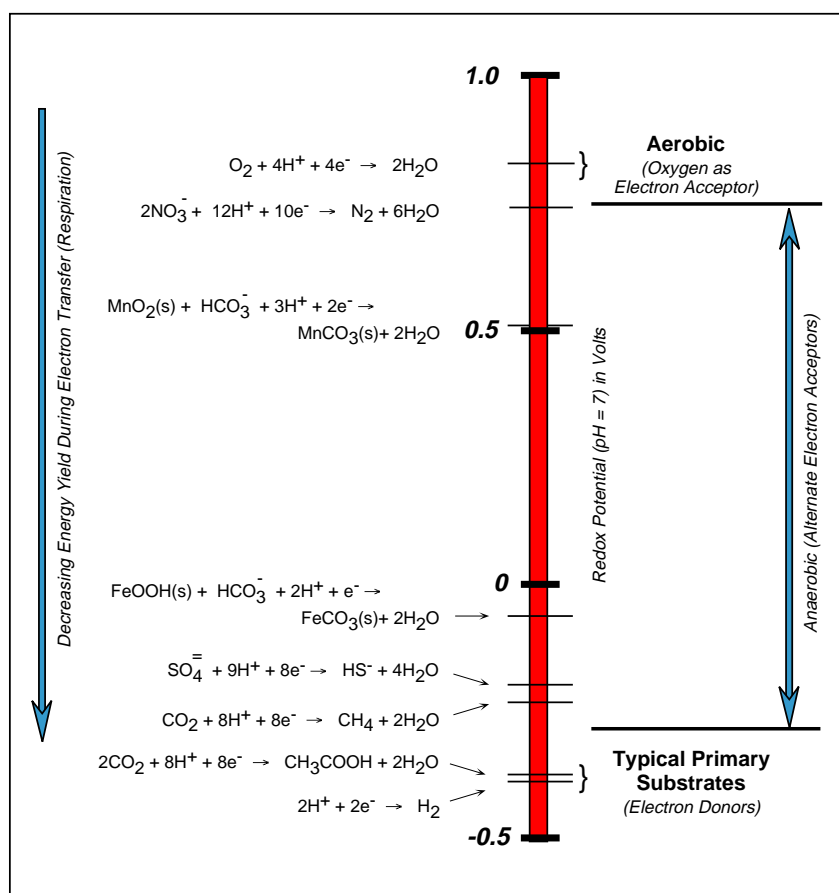 1.0
Aerobic
(Oxygen as
Electron Acceptor)
O₂ + 4H⁺ + 4e⁻ → 2H₂O
2NO₃⁻ + 12H⁺ + 10e⁻ → N₂ + 6H₂O
MnO₂(s) + HCO₃⁻ + 3H⁺ + 2e⁻ →
MnCO₃(s) + 2H₂O
0.5
Decreasing Energy Yield During Electron Transfer (Respiration)
Redox Potential (pH = 7) in Volts
Anaerobic (Alternate Electron Acceptors)
0
FeOOH(s) + HCO₃⁻ + 2H⁺ + e⁻ →
FeCO₃(s) + 2H₂O
SO₄⁼ + 9H⁺ + 8e⁻ → HS⁻ + 4H₂O
CO₂ + 8H⁺ + 8e⁻ → CH₄ + 2H₂O
2CO₂ + 8H⁺ + 8e⁻ → CH₃COOH + 2H₂O
2H⁺ + 2e⁻ → H₂
Typical Primary
Substrates
(Electron Donors)
-0.5